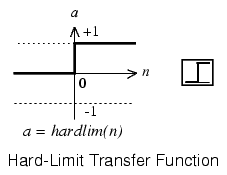 a
+1
n
0
-1
a = hardlim(n)
Hard-Limit Transfer Function